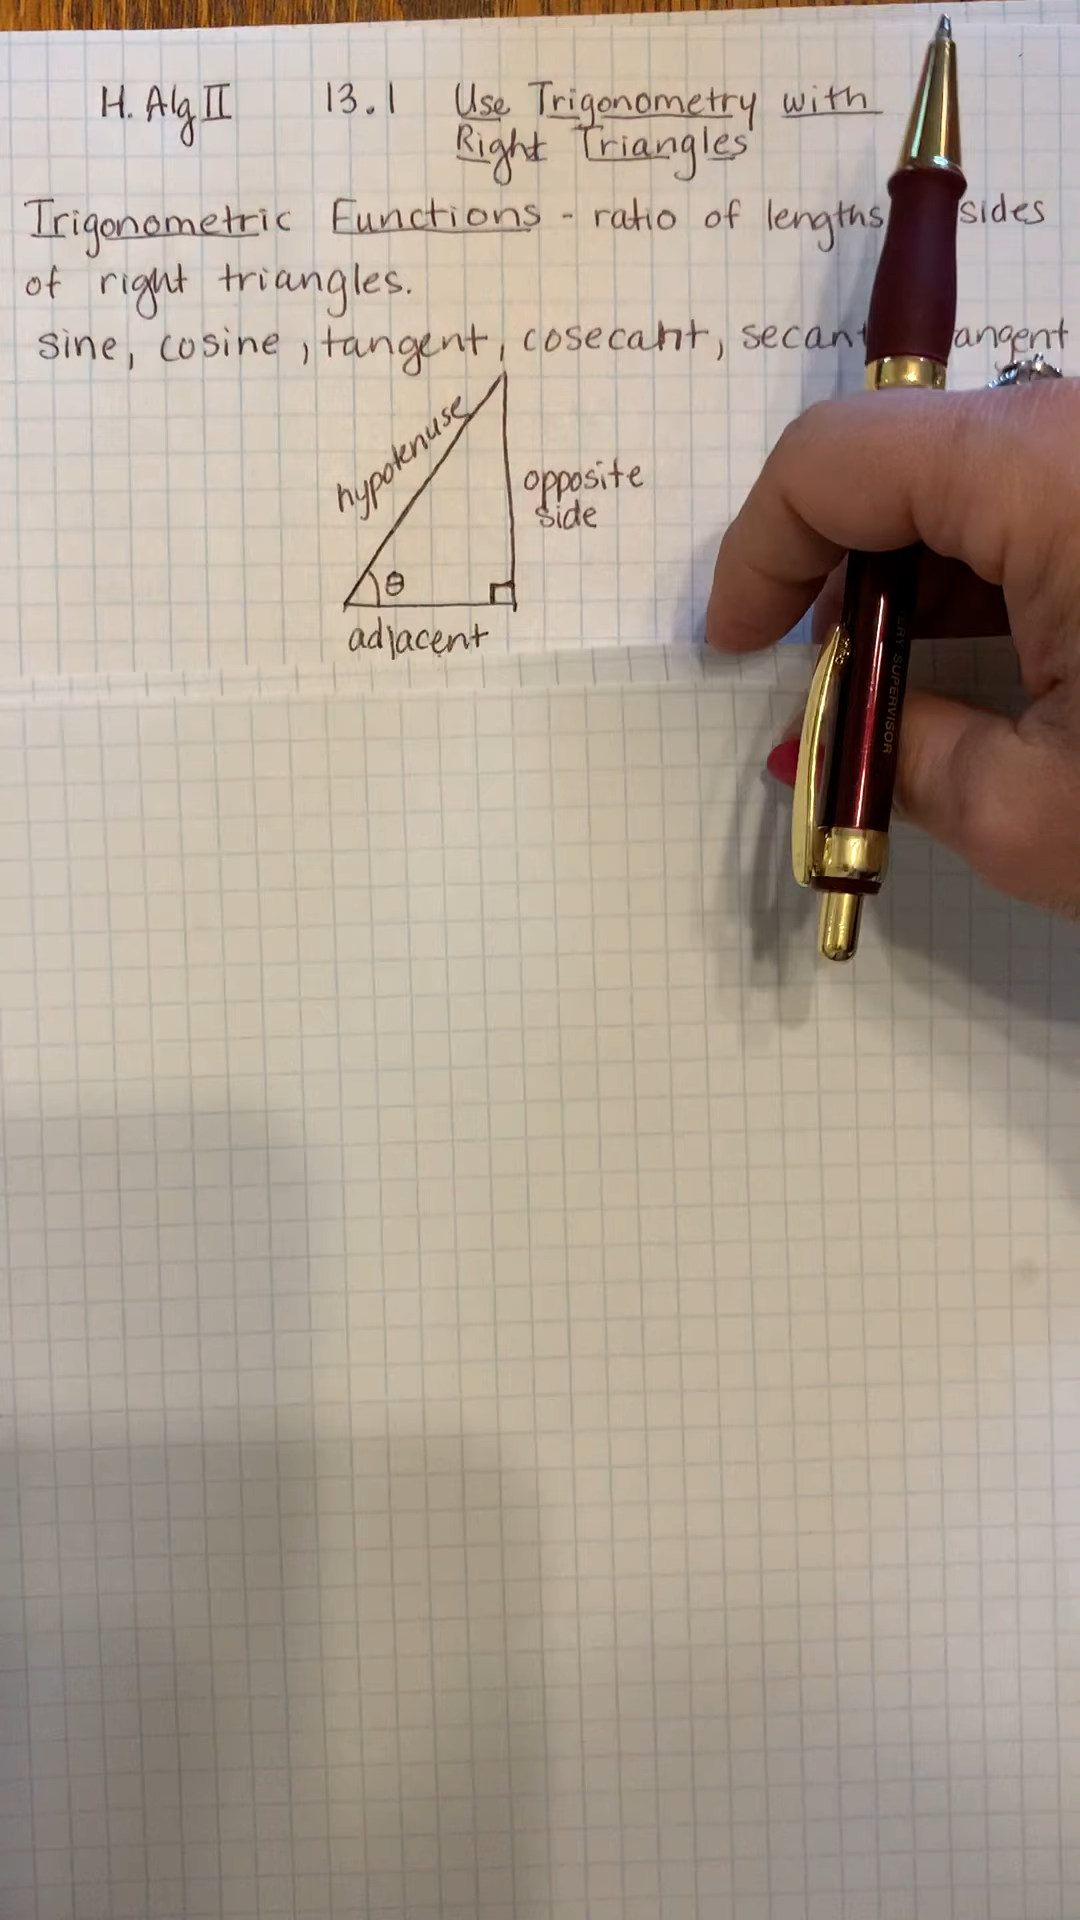 H. Alg II 13.1 Use Trigonometry with
Right Triangles
Trigonometric Functions - ratio of lengths sides
of right triangles.
sine, cosine, tangent, cosecant, secant angent
hypotenuse
opposite
side
θ
adjacent
ERY SUPERVISOR